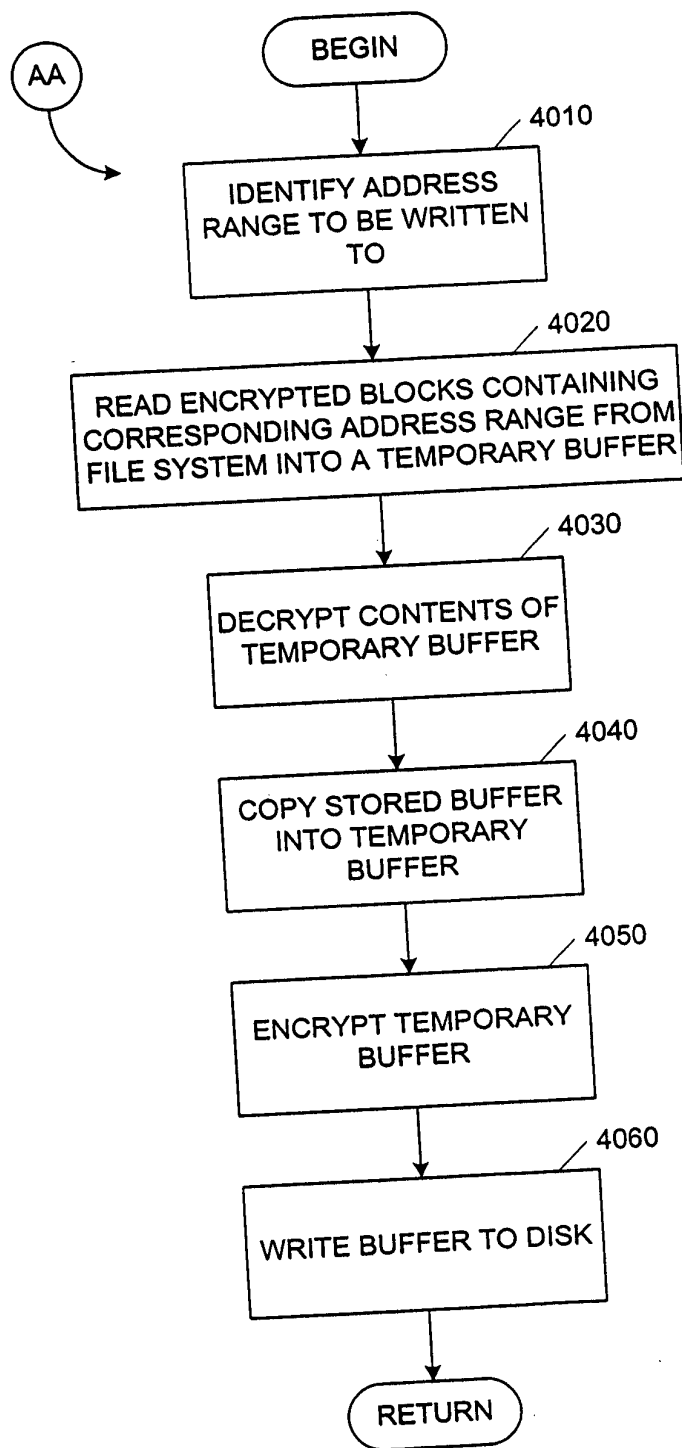 BEGIN
AA
4010
IDENTIFY ADDRESS
RANGE TO BE WRITTEN
TO
4020
READ ENCRYPTED BLOCKS CONTAINING
CORRESPONDING ADDRESS RANGE FROM
FILE SYSTEM INTO A TEMPORARY BUFFER
4030
DECRYPT CONTENTS OF
TEMPORARY BUFFER
4040
COPY STORED BUFFER
INTO TEMPORARY
BUFFER
4050
ENCRYPT TEMPORARY
BUFFER
4060
WRITE BUFFER TO DISK
RETURN